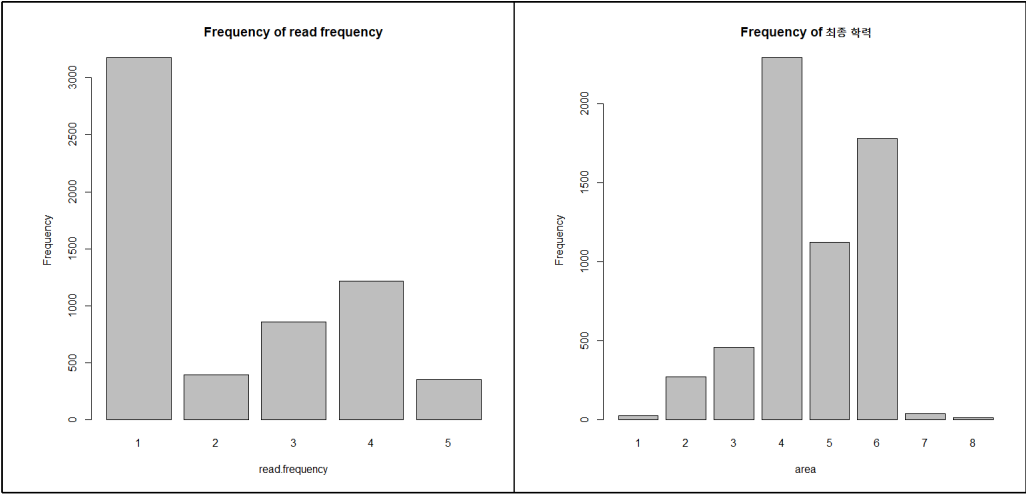 Frequency of read frequency
Frequency
3000
2500
2000
1500
1000
500
0
1 2 3 4 5
read.frequency
Frequency of 최종 학력
Frequency
2000
1500
1000
500
0
1 2 3 4 5 6 7 8
area